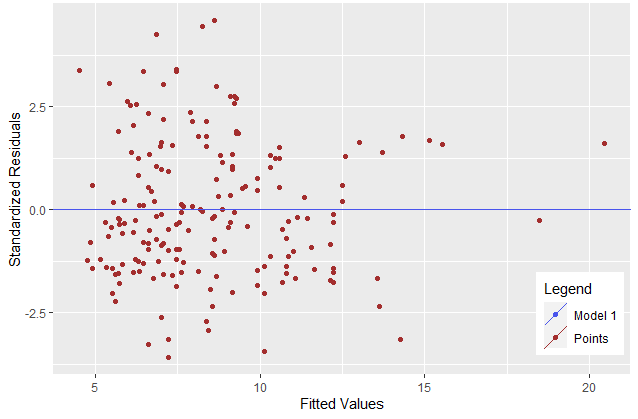 Standardized Residuals
2.5
0.0
-2.5
5
10
15
20
Fitted Values
Legend
Model 1
Points